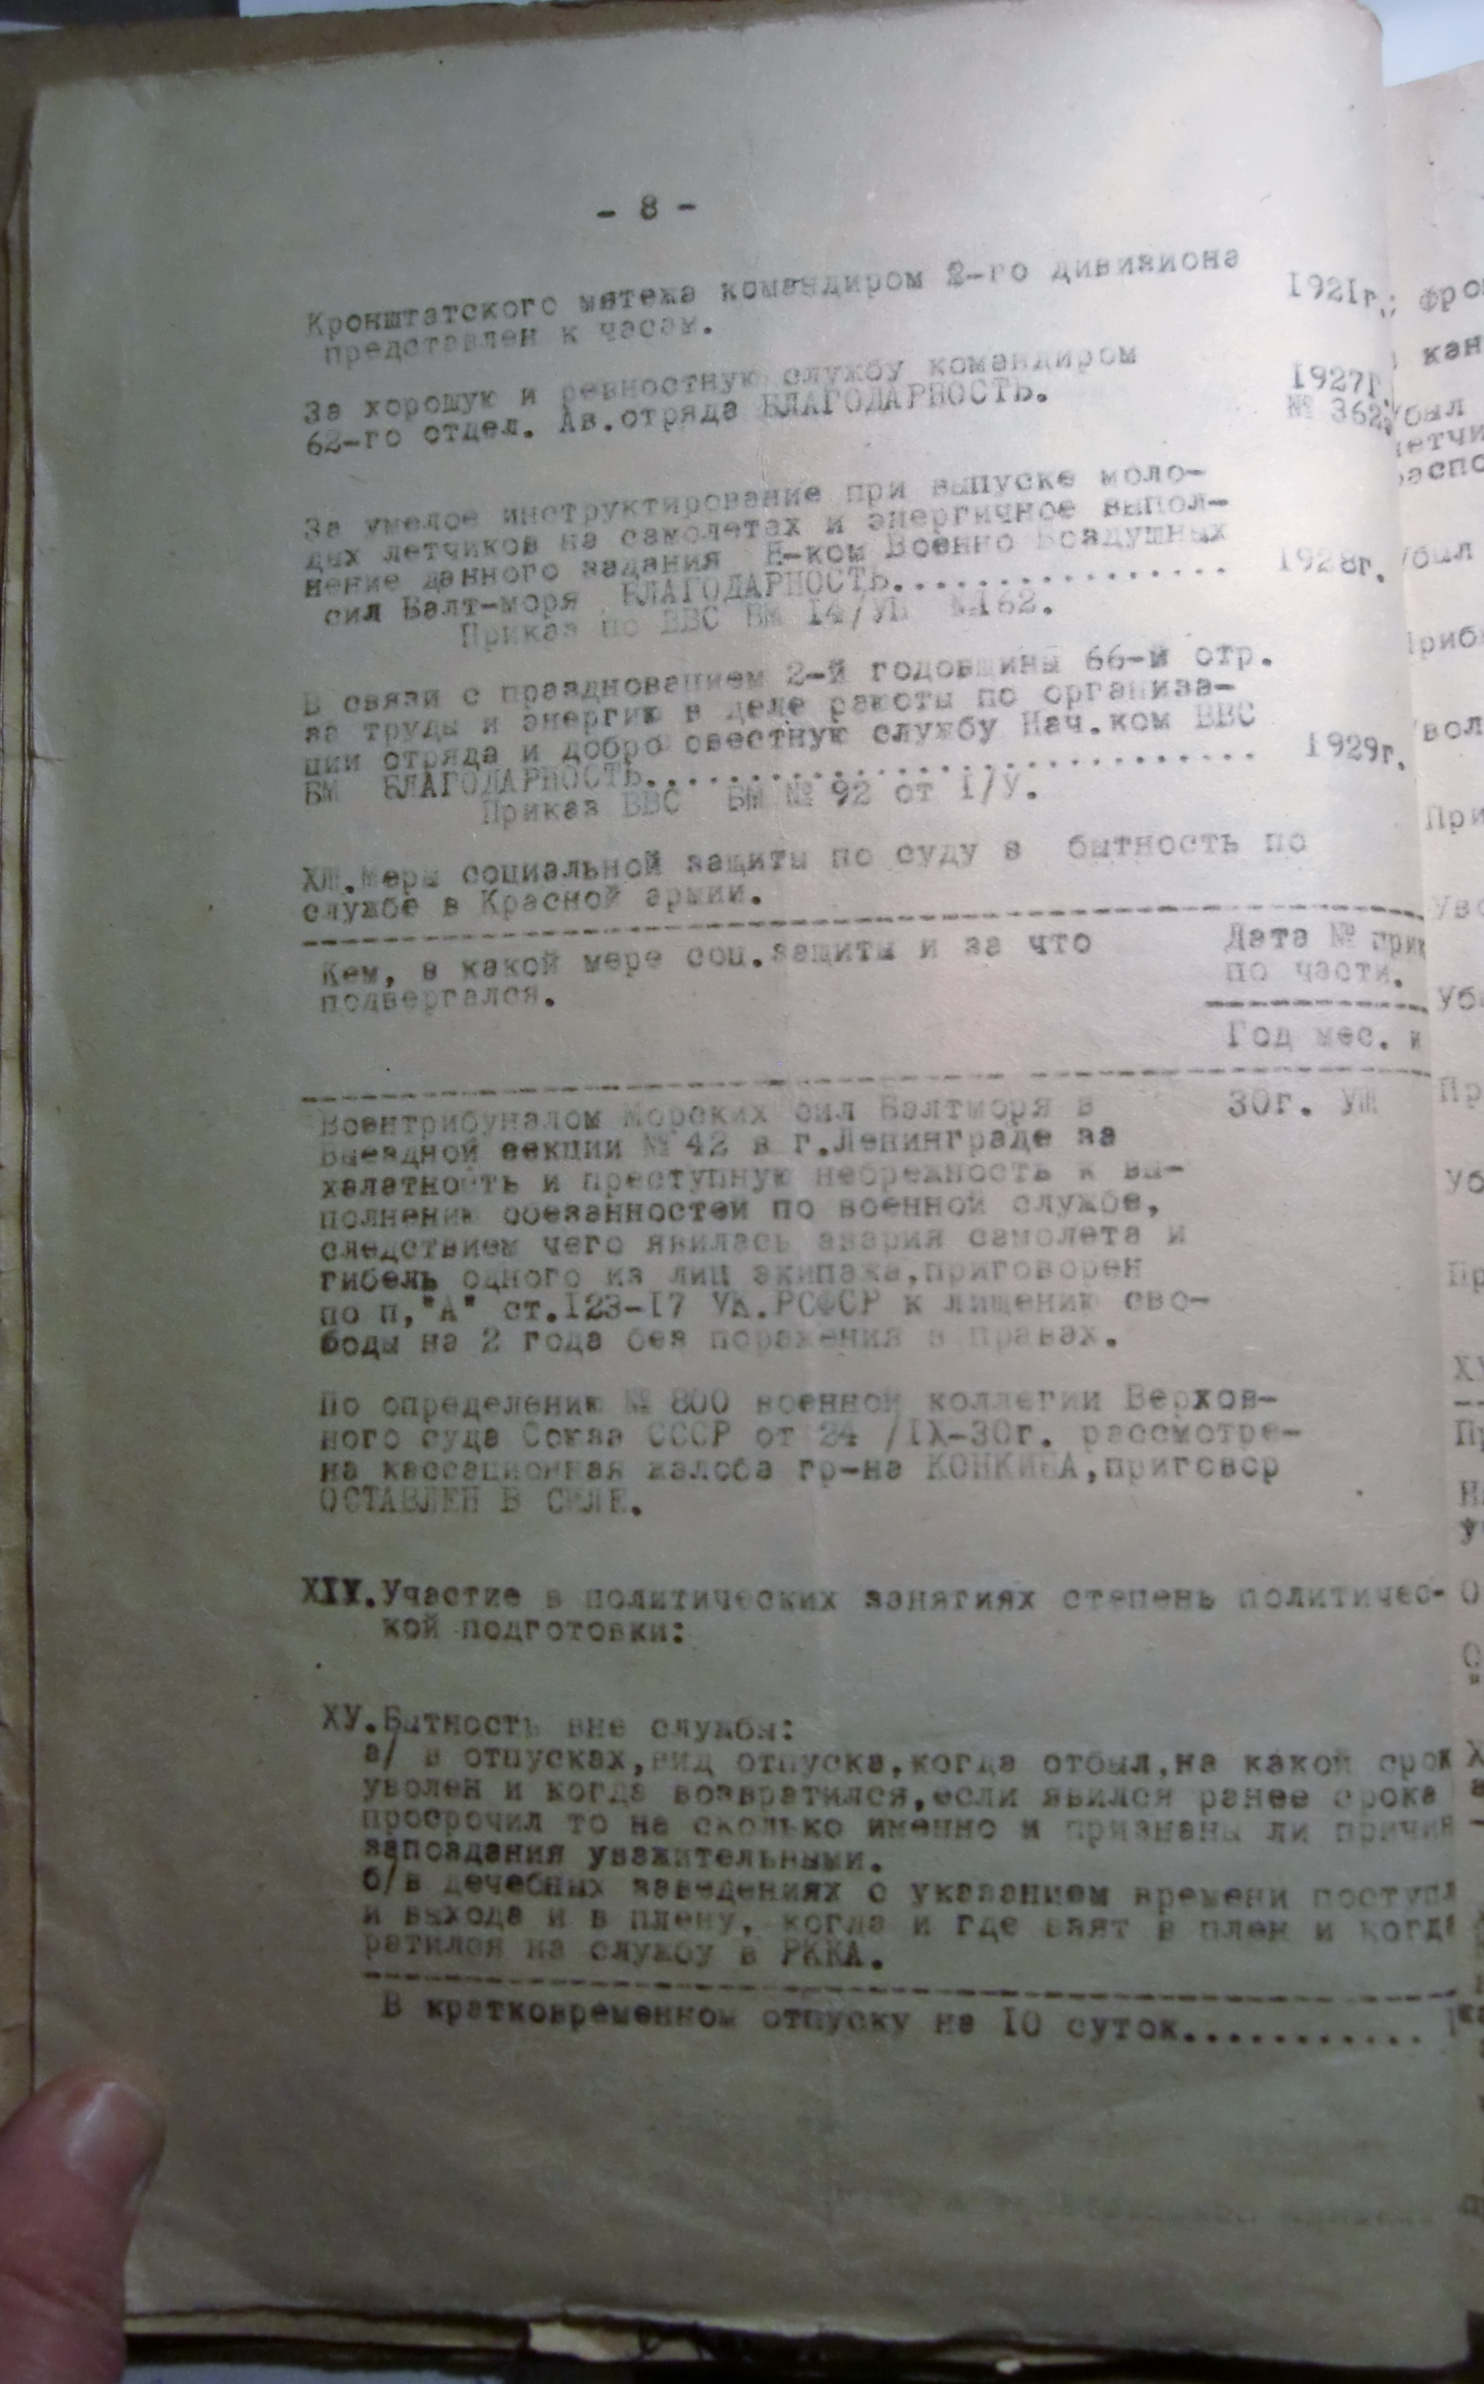 - 8 -
Кронштатского мятежа командиром 2-го дивизиона
представлен к часам. 1921г.
За хорошую и ревностную службу командиром 1927г.
62-го отдел. Ав.отряда БЛАГОДАРНОСТЬ. № 362
За умелое инструктирование при выпуске моло-
дых летчиков на самолетах и энергичное выпол-
нение данного задания Н-ком Военно Воздушных
сил Балт-моря БЛАГОДАРНОСТЬ................ 1928г.
Приказ по ВВС БМ 14/УП №162.
В связи с празднованием 2-й годовщины 66-й отр.
за труды и энергию в деле работы по организа-
ции отряда и добро совестную службу Нач.ком ВВС
БМ БЛАГОДАРНОСТЬ.............................. 1929г.
Приказ ВВС БМ № 92 от I/У.
ХШ.Меры социальной защиты по суду в бытность по
службе в Красной армии.
Кем, в какой мере соц.защиты и за что
подвергался.
Дата № прик
по части.
Год мес. и
Воентрибуналом Морских сил Балтморя в 30г. УШ
Выездной секции № 42 в г.Ленинграде за
халатность и преступную небрежность к вы-
полнению обезанностей по военной службе,
следствием чего явилась авария самолета и
гибель одного из лиц экипажа,приговорен
по п,"А" ст.I23-I7 УК.РСФСР к лишению сво-
боды на 2 года без поражения в правах.
По определению № 800 военной коллегии Верхов-
ного суда Союза СССР от 24 /IX-30г. рассмотре-
на кассационная жалоба гр-на КОНКИНА,приговор
ОСТАВЛЕН В СИЛЕ.
XIУ.Участие в политических занятиях степень политичес-
кой подготовки:
ХУ.Бытность вне службы:
а/ в отпусках,вид отпуска,когда отбыл,на какой срок
уволен и когда возвратился,если явился ранее срока
просрочил то на сколько именно и признаны ли причин
запоздания уважительными.
б/в лечебных заведениях с указанием времени поступл
и выхода и в плену, когда и где взят в плен и когда
ратился на службу в РККА.
В кратковременном отпуску на 10 суток............